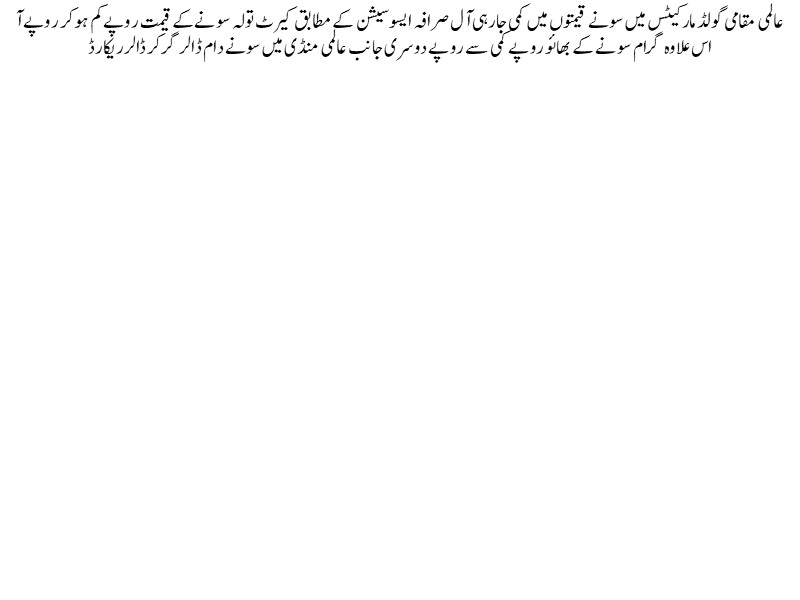 عالمی مقامی گولڈ مارکیٹس میں سونے قیمتوں میں کمی جارہی آل صرافہ ایسوسیشن کے مطابق کیرٹ تولہ سونے کے قیمت روپے کم ہو کر روپے آ
اس علاوہ گرام سونے کے بھائو روپے کمی سے روپے دوسری جانب عالمی منڈی میں سونے دام ڈالر گر کر ڈالر ریکارڈ